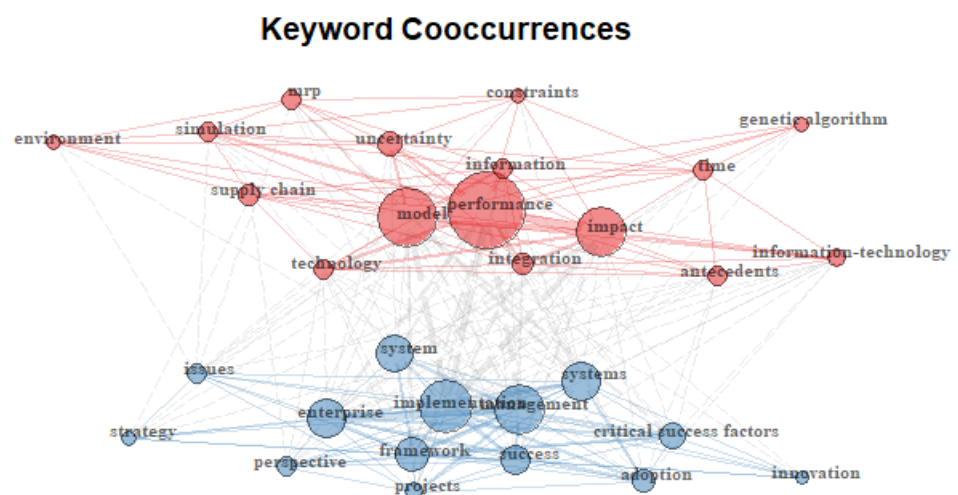 Keyword Cooccurrences
mrp
constraints
genetic algorithm
environment
simulation
uncertainty
information
time
supply chain
model
performance
impact
technology
integration
information-technology
antecedents
system
issues
systems
enterprise
implementation
management
strategy
critical success factors
perspective
framework
success
projects
adoption
innovation